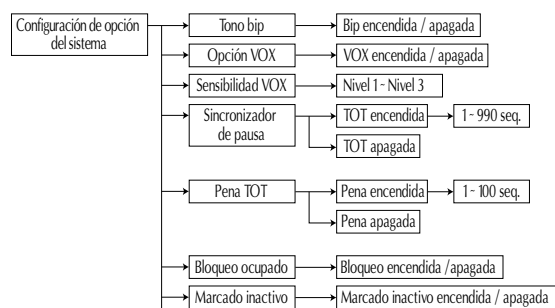 Configuración de opción
del sistema
Tono bip
Bip encendida / apagada
Opción VOX
VOX encendida / apagada
Sensibilidad VOX
Nivel 1 - Nivel 3
Sincronizador
de pausa
TOT encendida
1 - 990 seq.
TOT apagada
Pena TOT
Pena encendida
1 - 100 seq.
Pena apagada
Bloqueo ocupado
Bloqueo encendida /apagada
Marcado inactivo
Marcado inactivo encendida / apagada